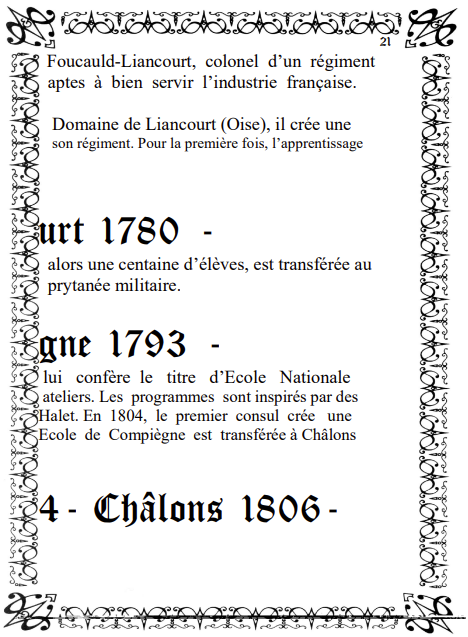 21
Foucauld-Liancourt, colonel d’un régiment
aptes à bien servir l’industrie française.
Domaine de Liancourt (Oise), il crée une
son régiment. Pour la première fois, l’apprentissage
urt 1780 -
alors une centaine d’élèves, est transférée au
prytanée militaire.
gne 1793 -
lui confère le titre d’Ecole Nationale
ateliers. Les programmes sont inspirés par des
Halet. En 1804, le premier consul crée une
Ecole de Compiègne est transférée à Châlons
4 - Châlons 1806 -